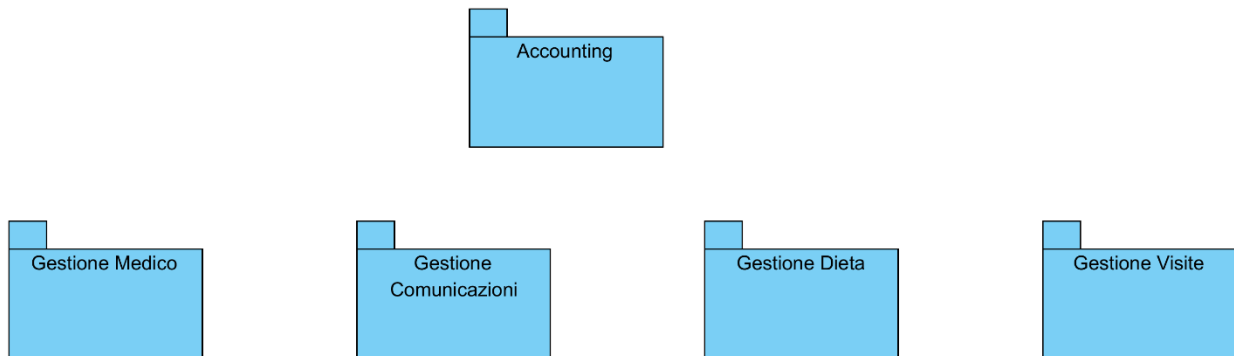 Accounting
Gestione Medico
Gestione
Comunicazioni
Gestione Dieta
Gestione Visite